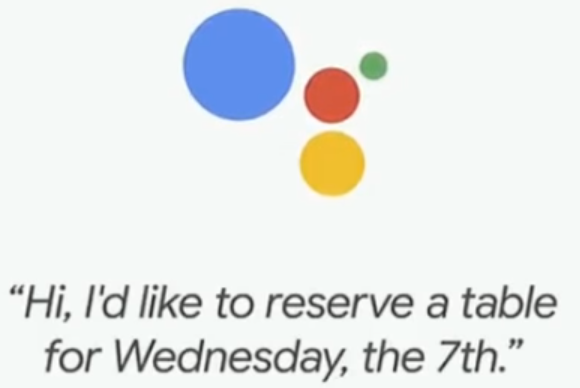 “Hi, I'd like to reserve a table
for Wednesday, the 7th.”